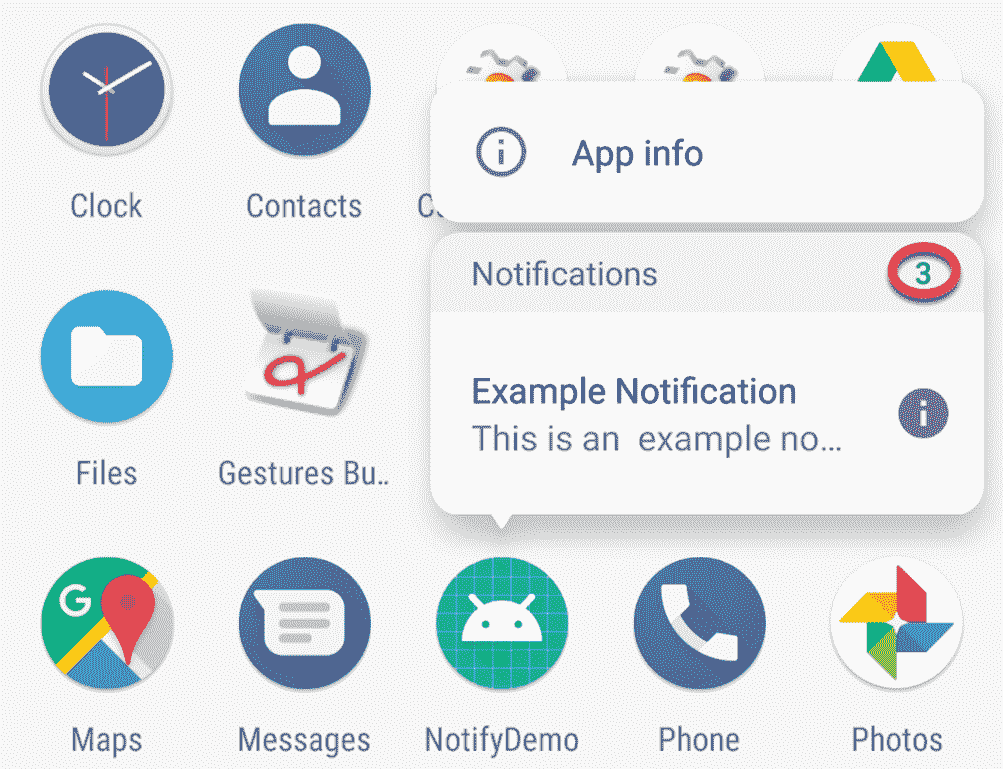 App info
Clock
Contacts
Notifications
3
Example Notification
This is an example no...
Files
Gestures Bu..
G
Maps
Messages
NotifyDemo
Phone
Photos